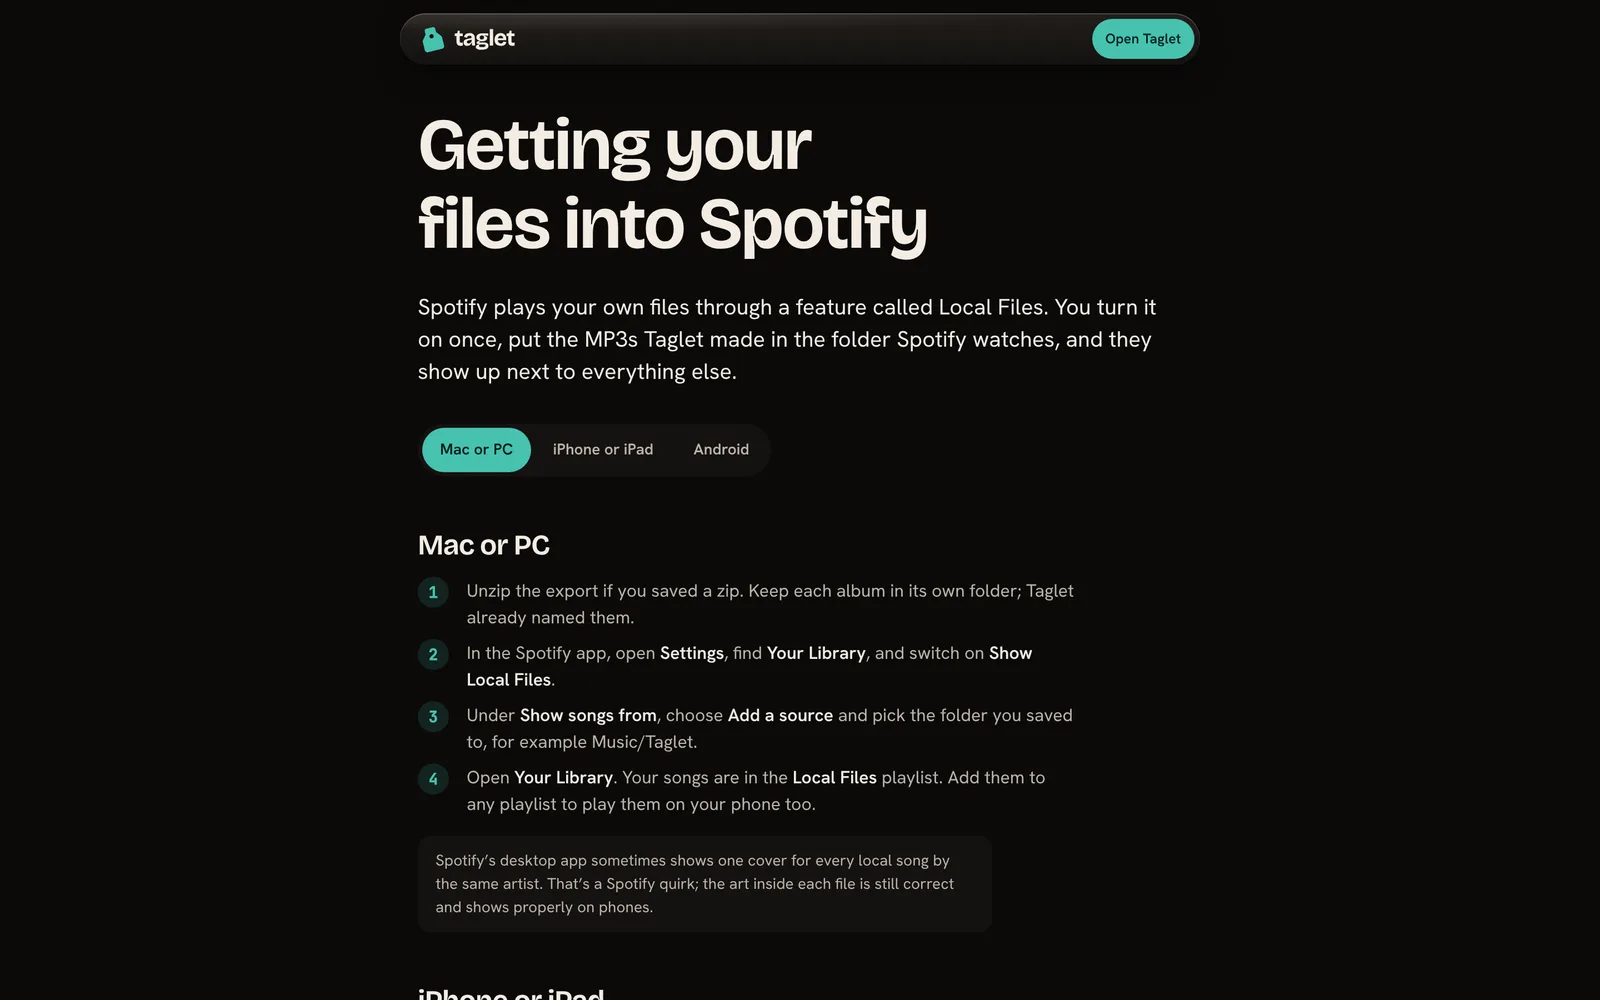 taglet
Open Taglet
Getting your
files into Spotify
Spotify plays your own files through a feature called Local Files. You turn it
on once, put the MP3s Taglet made in the folder Spotify watches, and they
show up next to everything else.
Mac or PC
iPhone or iPad
Android
Mac or PC
1
Unzip the export if you saved a zip. Keep each album in its own folder; Taglet
already named them.
2
In the Spotify app, open Settings, find Your Library, and switch on Show
Local Files.
3
Under Show songs from, choose Add a source and pick the folder you saved
to, for example Music/Taglet.
4
Open Your Library. Your songs are in the Local Files playlist. Add them to
any playlist to play them on your phone too.
Spotify’s desktop app sometimes shows one cover for every local song by
the same artist. That’s a Spotify quirk; the art inside each file is still correct
and shows properly on phones.
iPhone or iPad